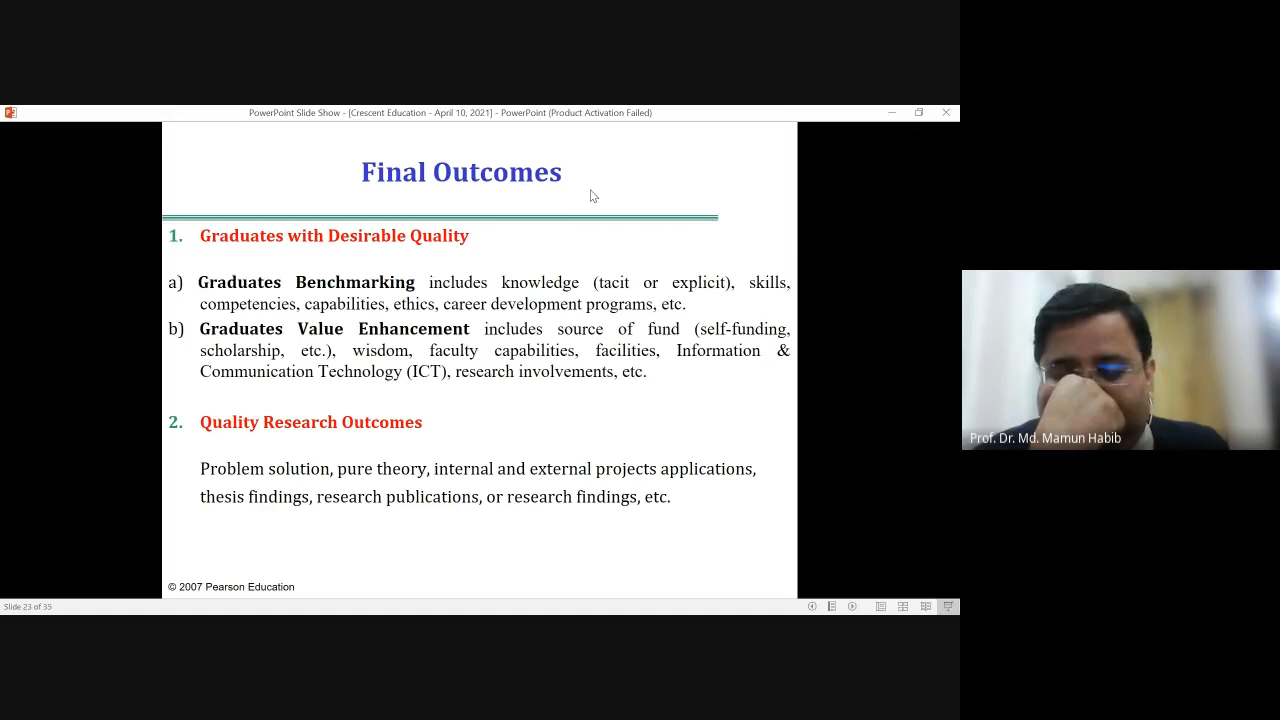 PowerPoint Slide Show - [Crescent Education - April 10, 2021] - PowerPoint (Product Activation Failed)
Final Outcomes
1. Graduates with Desirable Quality
a) Graduates Benchmarking includes knowledge (tacit or explicit), skills,
competencies, capabilities, ethics, career development programs, etc.
b) Graduates Value Enhancement includes source of fund (self-funding,
scholarship, etc.), wisdom, faculty capabilities, facilities, Information &
Communication Technology (ICT), research involvements, etc.
2. Quality Research Outcomes
Problem solution, pure theory, internal and external projects applications,
thesis findings, research publications, or research findings, etc.
© 2007 Pearson Education
Slide 23 of 35
Prof. Dr. Md. Mamun Habib